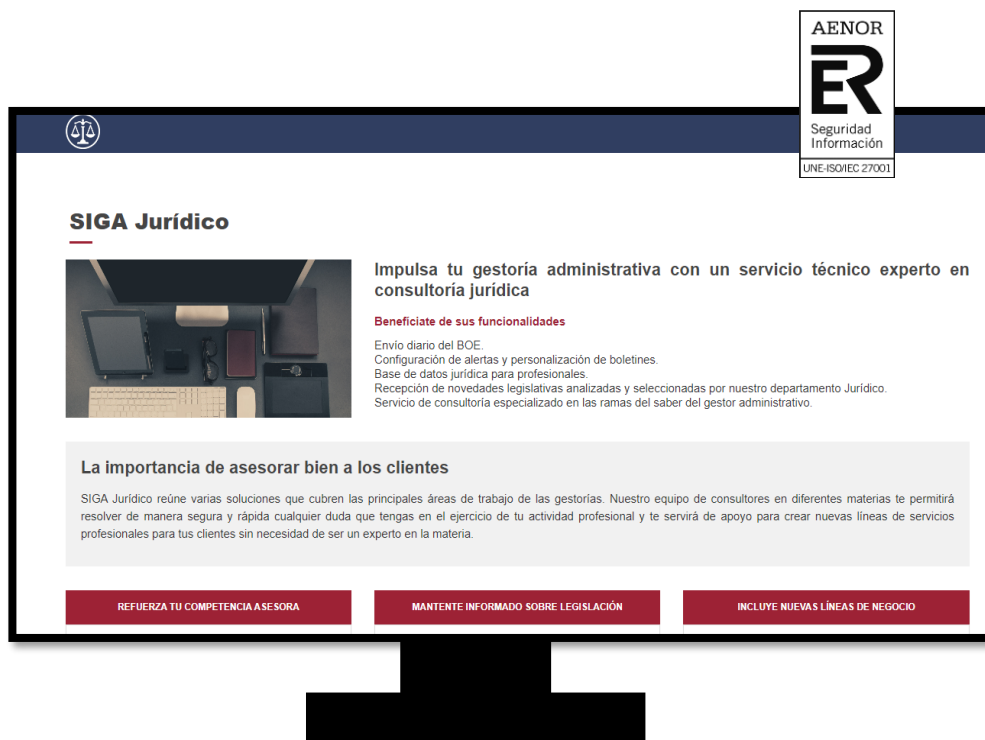 AENOR
ER
Seguridad
Información
UNE-ISO/IEC 27001
SIGA Jurídico
Impulsa tu gestoría administrativa con un servicio técnico experto en
consultoría jurídica
Beneficiate de sus funcionalidades
Envío diario del BOE.
Configuración de alertas y personalización de boletines.
Base de datos jurídica para profesionales.
Recepción de novedades legislativas analizadas y seleccionadas por nuestro departamento Jurídico.
Servicio de consultoría especializado en las ramas del saber del gestor administrativo.
La importancia de asesorar bien a los clientes
SIGA Jurídico reúne varias soluciones que cubren las principales áreas de trabajo de las gestorías. Nuestro equipo de consultores en diferentes materias te permitirá
resolver de manera segura y rápida cualquier duda que tengas en el ejercicio de tu actividad profesional y te servirá de apoyo para crear nuevas líneas de servicios
profesionales para tus clientes sin necesidad de ser un experto en la materia.
REFUERZA TU COMPETENCIA ASESORA
MANTENTE INFORMADO SOBRE LEGISLACIÓN
INCLUYE NUEVAS LÍNEAS DE NEGOCIO